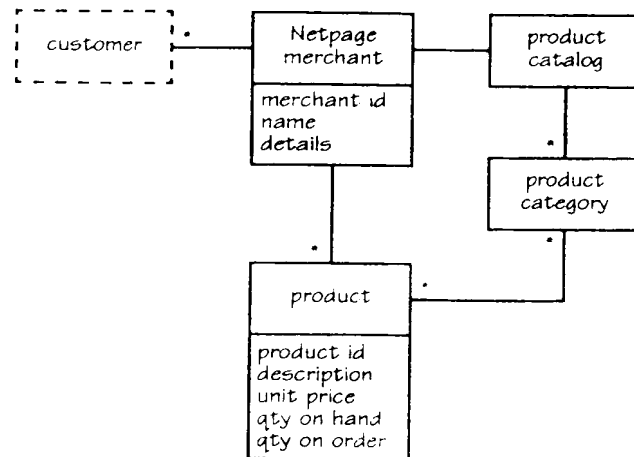 customer
*
Netpage
merchant
merchant id
name
details
product
catalog
*
product
category
*
*
*
product
product id
description
unit price
qty on hand
qty on order